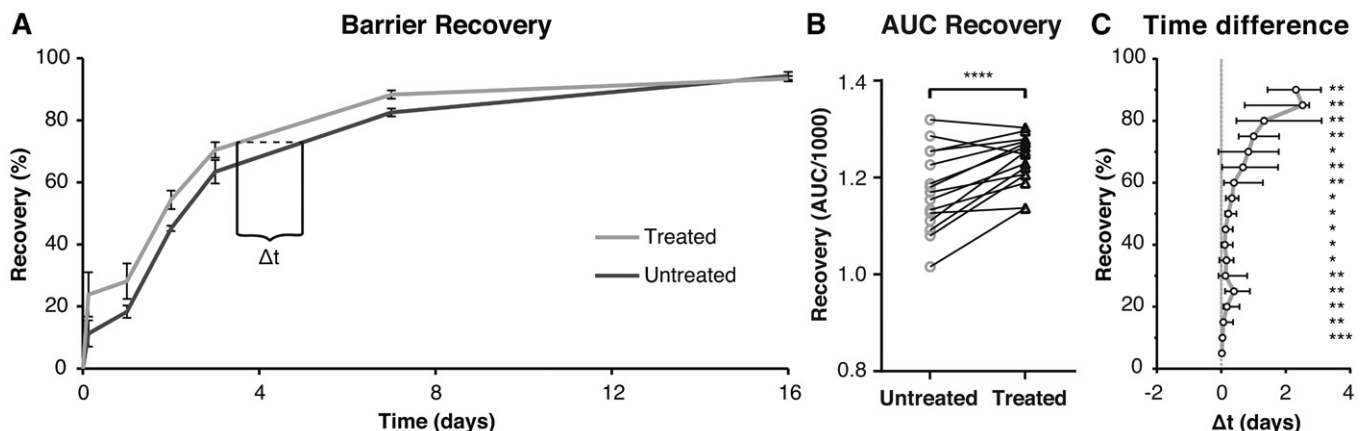 A Barrier Recovery
Recovery (%)
100
80
60
40
20
0
Δt
Treated
Untreated
0 4 8 12 16
Time (days)
B AUC Recovery
Recovery (AUC/1000)
1.4
1.2
1.0
0.8
****
Untreated Treated
C Time difference
Recovery (%)
100
80
60
40
20
0
**
**
**
**
*
**
**
*
*
*
*
*
**
**
**
**
***
-2 0 2 4
Δt (days)